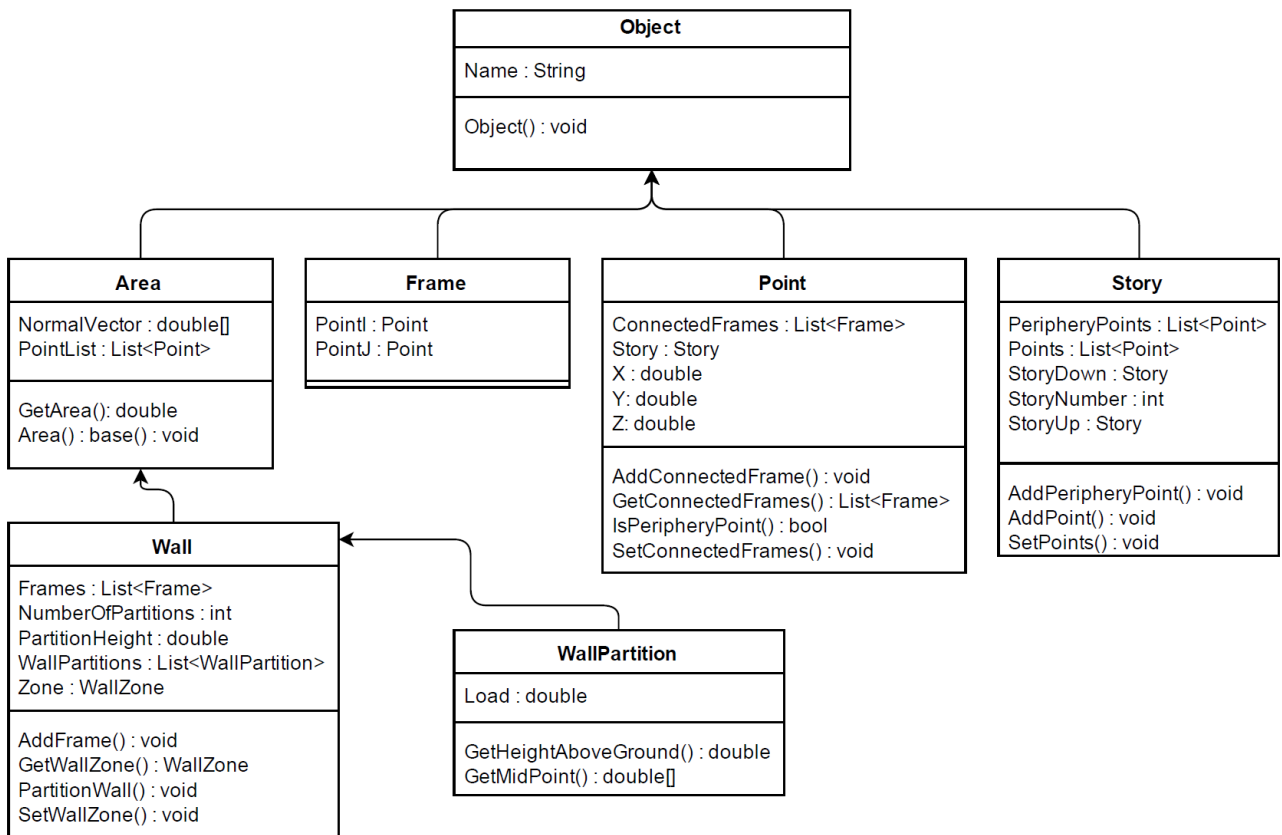 Object
Name : String
Object() : void
Area
NormalVector : double[]
PointList : List<Point>
GetArea(): double
Area() : base() : void
Frame
PointI : Point
PointJ : Point
Point
ConnectedFrames : List<Frame>
Story : Story
X : double
Y: double
Z: double
AddConnectedFrame() : void
GetConnectedFrames() : List<Frame>
IsPeripheryPoint() : bool
SetConnectedFrames() : void
Story
PeripheryPoints : List<Point>
Points : List<Point>
StoryDown : Story
StoryNumber : int
StoryUp : Story
AddPeripheryPoint() : void
AddPoint() : void
SetPoints() : void
Wall
Frames : List<Frame>
NumberOfPartitions : int
PartitionHeight : double
WallPartitions : List<WallPartition>
Zone : WallZone
AddFrame() : void
GetWallZone() : WallZone
PartitionWall() : void
SetWallZone() : void
WallPartition
Load : double
GetHeightAboveGround() : double
GetMidPoint() : double[]